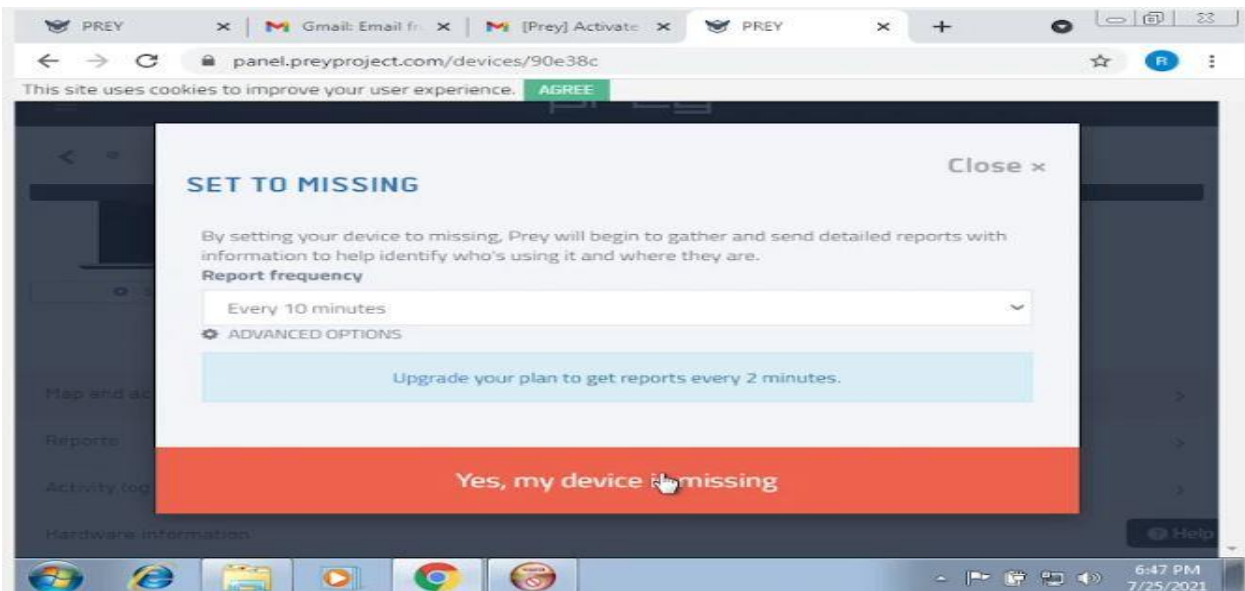 PREY
Gmail: Email fr
[Prey] Activate
PREY
panel.preyproject.com/devices/90e38c
R
This site uses cookies to improve your user experience. AGREE
prey
Close ×
SET TO MISSING
By setting your device to missing, Prey will begin to gather and send detailed reports with
information to help identify who's using it and where they are.
Report frequency
Every 10 minutes
ADVANCED OPTIONS
Upgrade your plan to get reports every 2 minutes.
Map and ac
Reports
Yes, my device is missing
Activity log
Hardware information
Help
6:47 PM
7/25/2021